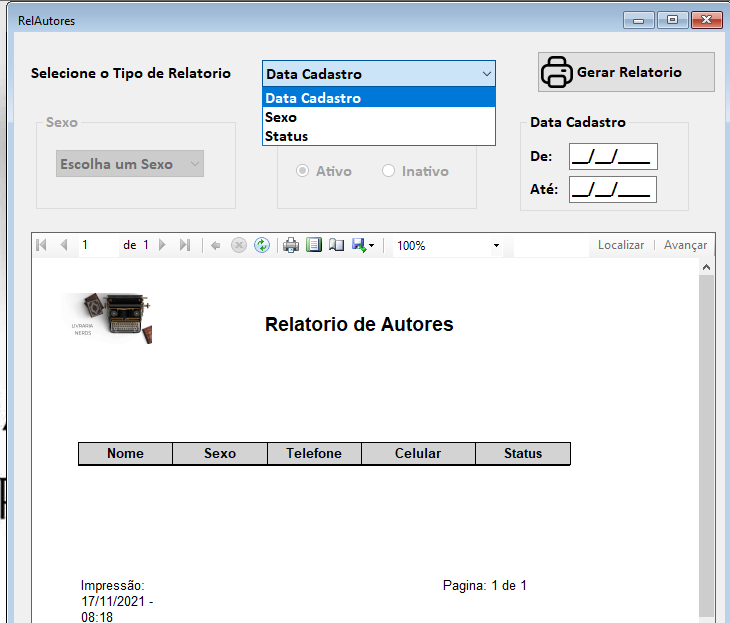 RelAutores
Selecione o Tipo de Relatorio
Data Cadastro
Gerar Relatorio
Data Cadastro
Sexo
Status
Sexo
Escolha um Sexo
Ativo
Inativo
Data Cadastro
De: __/__/____
Até: __/__/____
1 de 1
100%
Localizar
Avançar
LIVRARIA
NERDS
Relatorio de Autores
Nome Sexo Telefone Celular Status
Impressão:
17/11/2021 -
08:18
Pagina: 1 de 1